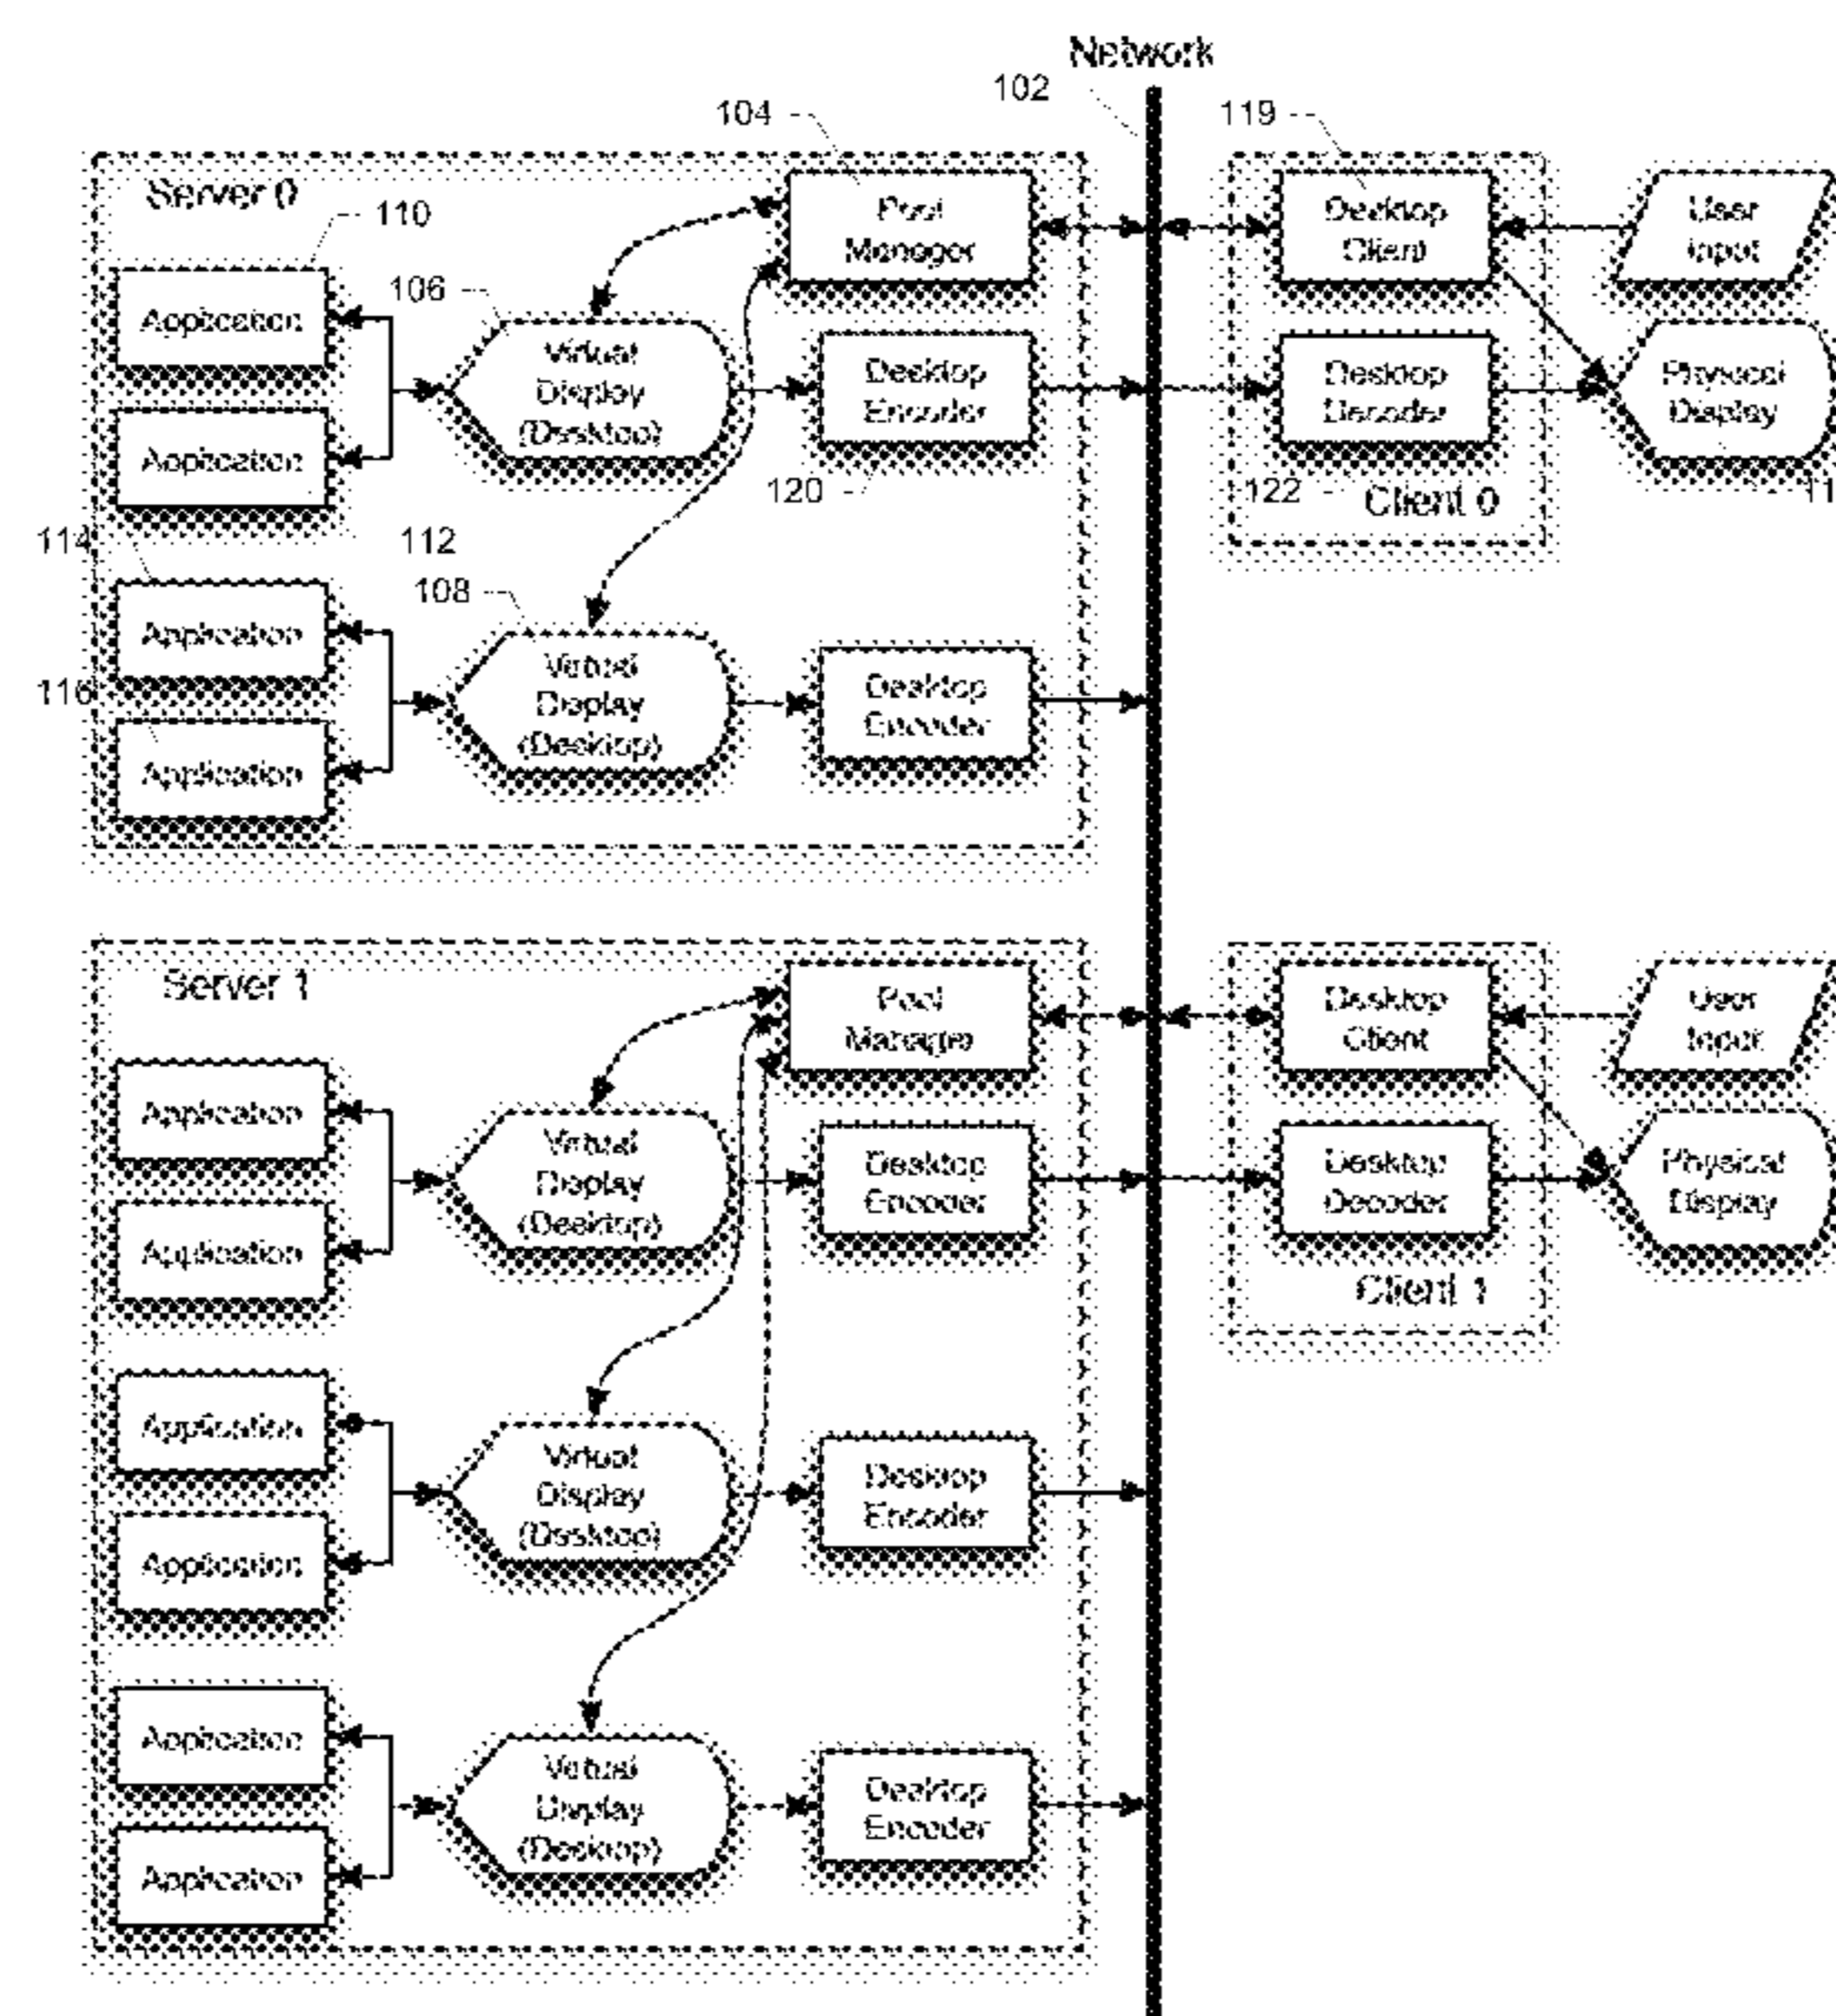 Network
102
104
119
Server 0
110
Pool
Manager
Desktop
Client
User
Input
Application
106
Virtual
Display
(Desktop)
Desktop
Encoder
Desktop
Decoder
Physical
Display
Application
120
122
Client 0
11
114
112
108
Application
Virtual
Display
(Desktop)
Desktop
Encoder
116
Application
Server 1
Pool
Manager
Desktop
Client
User
Input
Application
Virtual
Display
(Desktop)
Desktop
Encoder
Desktop
Decoder
Physical
Display
Application
Client 1
Application
Virtual
Display
(Desktop)
Desktop
Encoder
Application
Application
Virtual
Display
(Desktop)
Desktop
Encoder
Application